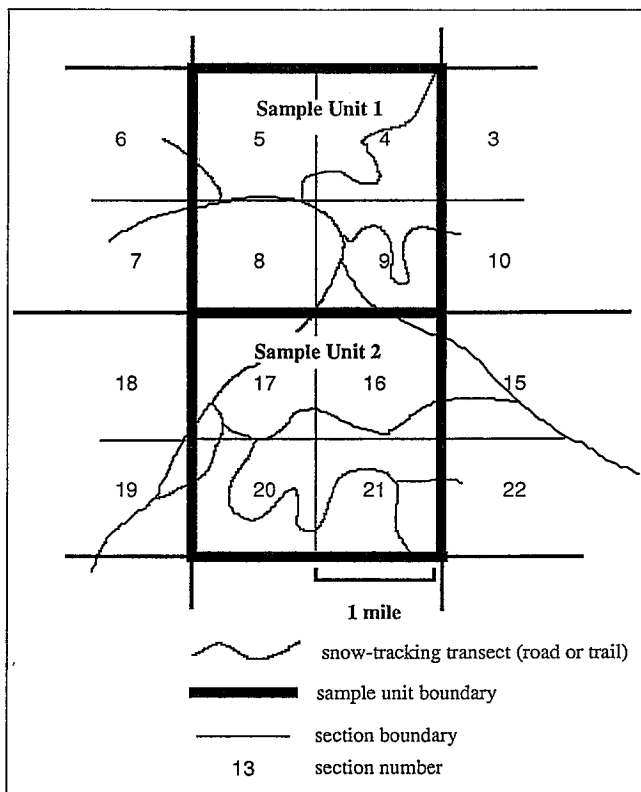 Sample Unit 1
6 5 4 3
7 8 9 10
Sample Unit 2
18 17 16 15
19 20 21 22
1 mile
snow-tracking transect (road or trail)
sample unit boundary
section boundary
13 section number